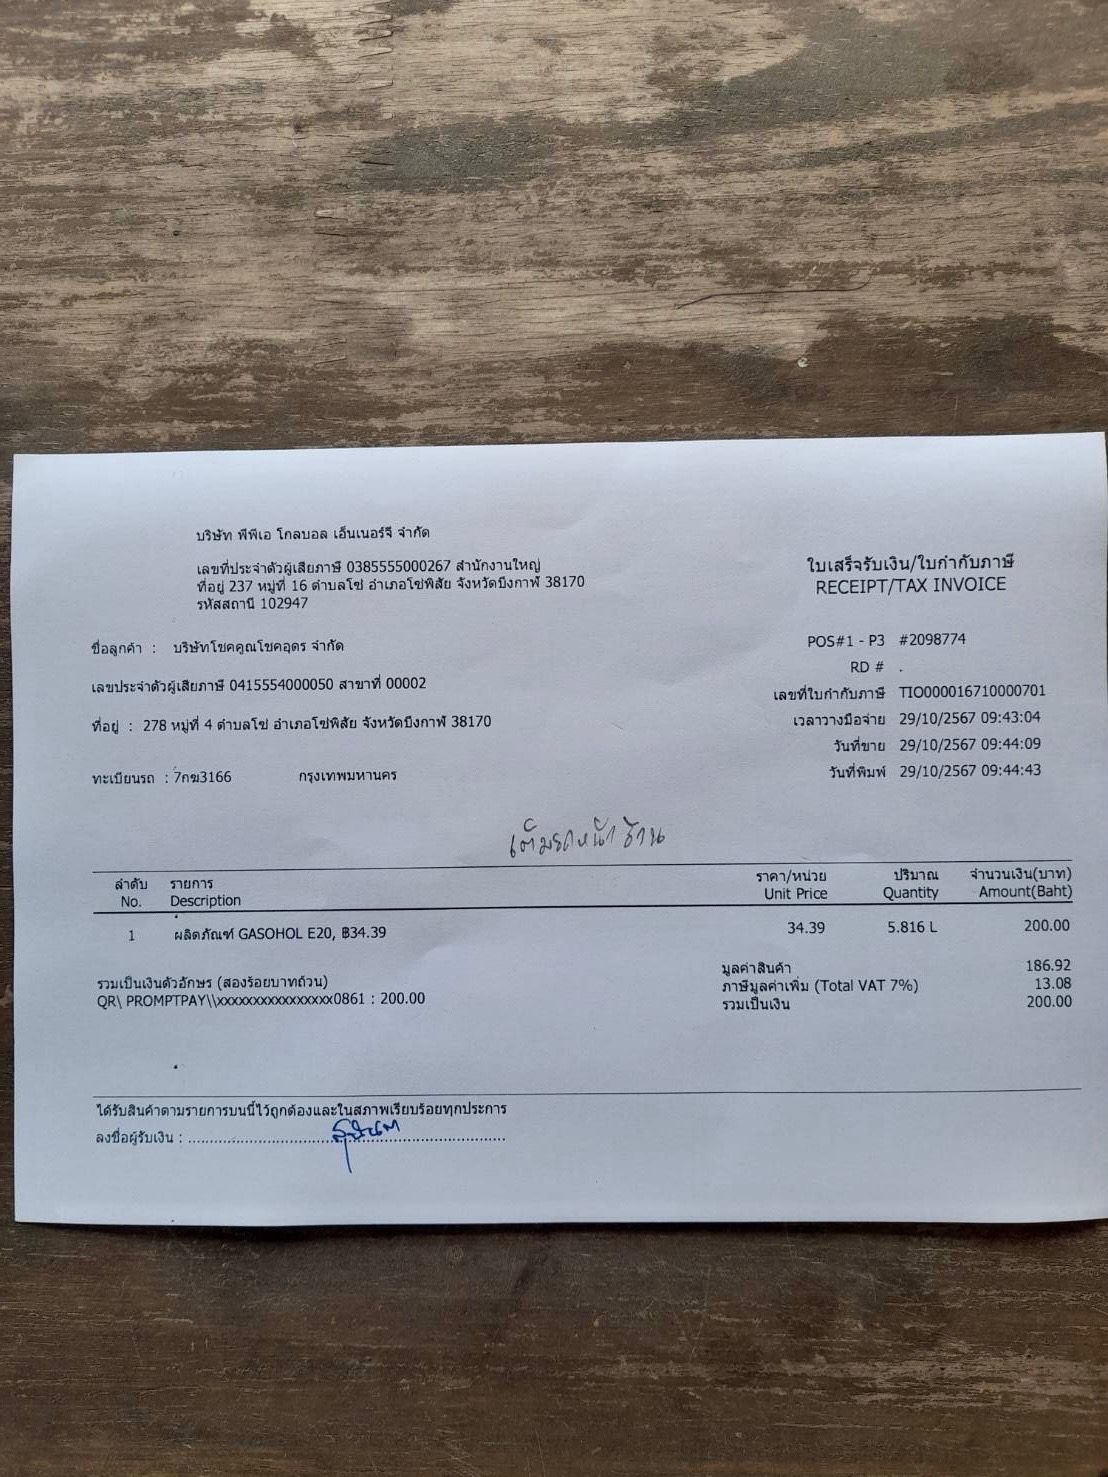 บริษัท พีพีเอ โกลบอล เอ็นเนอร์จี จำกัด
เลขที่ประจำตัวผู้เสียภาษี 0385555000267 สำนักงานใหญ่
ที่อยู่ 237 หมู่ที่ 16 ตำบลโซ่ อำเภอโซ่พิสัย จังหวัดบึงกาฬ 38170
รหัสสถานี 102947
ใบเสร็จรับเงิน/ใบกำกับภาษี
RECEIPT/TAX INVOICE
ชื่อลูกค้า : บริษัทโชคคูณโชคอุดร จำกัด
เลขประจำตัวผู้เสียภาษี 0415554000050 สาขาที่ 00002
ที่อยู่ : 278 หมู่ที่ 4 ตำบลโซ่ อำเภอโซ่พิสัย จังหวัดบึงกาฬ 38170
ทะเบียนรถ : 7กฆ3166 กรุงเทพมหานคร
POS#1 - P3 #2098774
RD # .
เลขที่ใบกำกับภาษี TIO000016710000701
เวลาวางมือจ่าย 29/10/2567 09:43:04
วันที่ขาย 29/10/2567 09:44:09
วันที่พิมพ์ 29/10/2567 09:44:43
เติมรถหน้าร้าน
ลำดับ รายการ ราคา/หน่วย ปริมาณ จำนวนเงิน(บาท)
No. Description Unit Price Quantity Amount(Baht)
1 ผลิตภัณฑ์ GASOHOL E20, ฿34.39 34.39 5.816 L 200.00
รวมเป็นเงินตัวอักษร (สองร้อยบาทถ้วน)
QR\ PROMPTPAY\\xxxxxxxxxxxxxxxx0861 : 200.00
มูลค่าสินค้า 186.92
ภาษีมูลค่าเพิ่ม (Total VAT 7%) 13.08
รวมเป็นเงิน 200.00
ได้รับสินค้าตามรายการบนนี้ไว้ถูกต้องและในสภาพเรียบร้อยทุกประการ
ลงชื่อผู้รับเงิน :